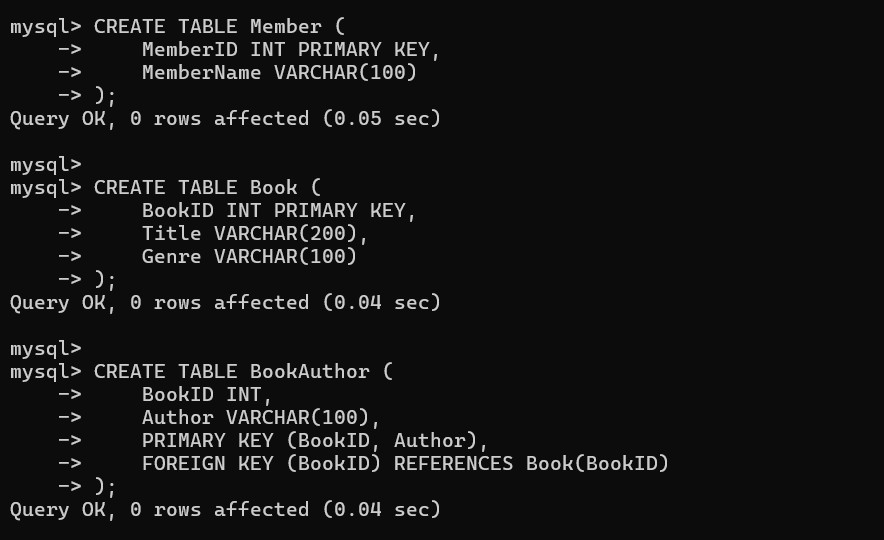 mysql> CREATE TABLE Member (
    ->     MemberID INT PRIMARY KEY,
    ->     MemberName VARCHAR(100)
    -> );
Query OK, 0 rows affected (0.05 sec)

mysql>
mysql> CREATE TABLE Book (
    ->     BookID INT PRIMARY KEY,
    ->     Title VARCHAR(200),
    ->     Genre VARCHAR(100)
    -> );
Query OK, 0 rows affected (0.04 sec)

mysql>
mysql> CREATE TABLE BookAuthor (
    ->     BookID INT,
    ->     Author VARCHAR(100),
    ->     PRIMARY KEY (BookID, Author),
    ->     FOREIGN KEY (BookID) REFERENCES Book(BookID)
    -> );
Query OK, 0 rows affected (0.04 sec)